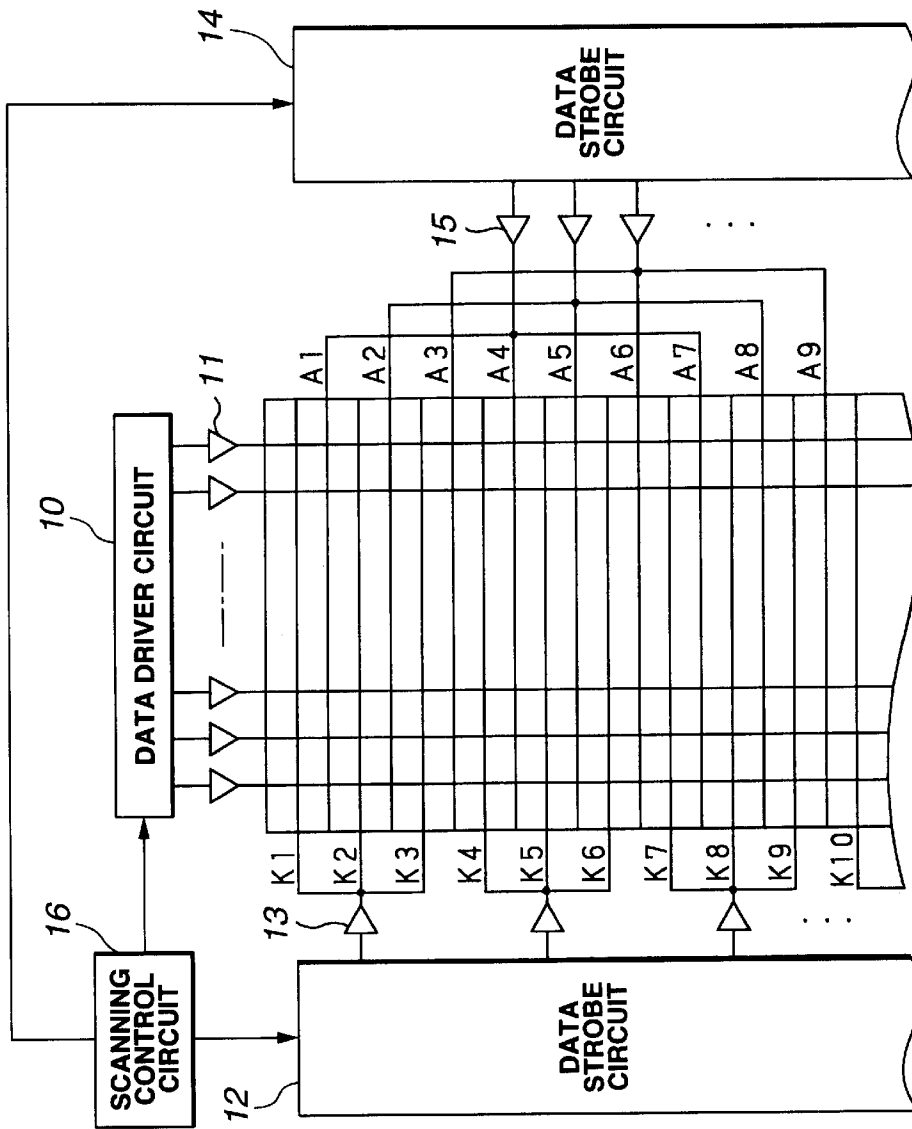 14
DATA
STROBE
CIRCUIT
15
. . .
A1
A2
A3
A4
A5
A6
A7
A8
A9
11
10
DATA DRIVER CIRCUIT
K1
K2
K3
K4
K5
K6
K7
K8
K9
K10
13
. . .
16
SCANNING
CONTROL
CIRCUIT
DATA
STROBE
CIRCUIT
12